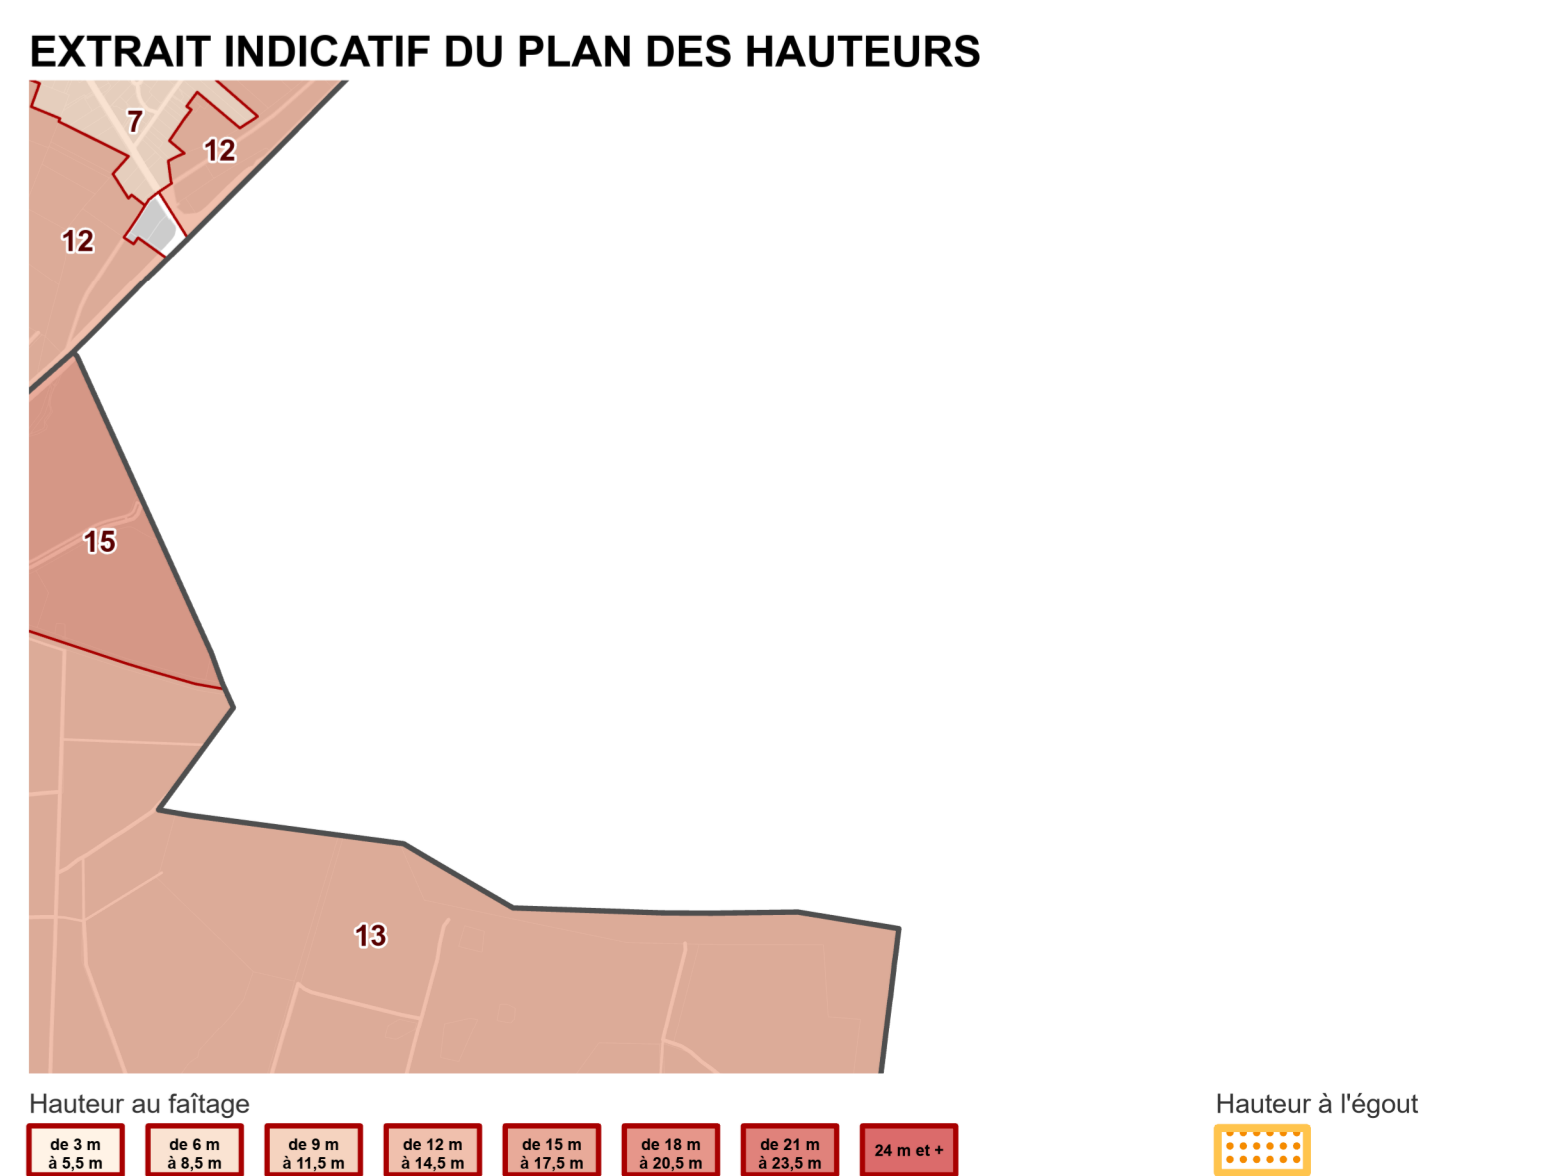 EXTRAIT INDICATIF DU PLAN DES HAUTEURS
7
12
12
15
13
Hauteur au faîtage
Hauteur à l'égout
de 3 m
à 5,5 m
de 6 m
à 8,5 m
de 9 m
à 11,5 m
de 12 m
à 14,5 m
de 15 m
à 17,5 m
de 18 m
à 20,5 m
de 21 m
à 23,5 m
24 m et +